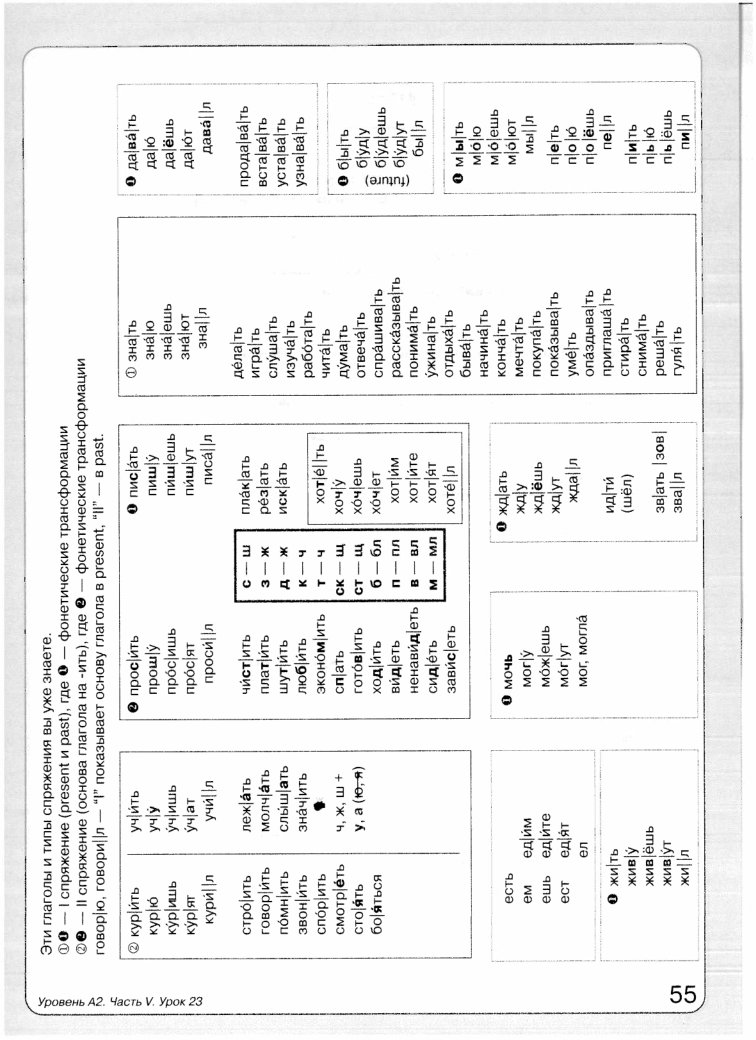 Эти глаголы и типы спряжения вы уже знаете.
①❶ — I спряжение (present и past), где ❶ — фонетические трансформации
②❷ — II спряжение (основа глагола на -ить), где ❷ — фонетические трансформации
говор|ю, говори||л — “I” показывает основу глагола в present, “II” — в past.
② кур|и́ть
кур|ю́
ку́р|ишь
ку́р|ят
кури́||л
уч|и́ть
уч|у́
у́ч|ишь
у́ч|ат
учи́||л
стро́|ить
говор|и́ть
по́мн|ить
звон|и́ть
спо́р|ить
смотр|е́ть
сто|я́ть
бо|я́ться
леж|а́ть
молч|а́ть
слы́ш|ать
зна́ч|ить
ч, ж, ш +
у, а (ю, я)
❷ прос|и́ть
прош|у́
про́с|ишь
про́с|ят
проси́||л
❶ пис|а́ть
пиш|у́
пи́ш|ешь
пи́ш|ут
писа́||л
чи́ст|ить
плат|и́ть
шут|и́ть
люб|и́ть
эконо́м|ить
сп|ать
гото́в|ить
ход|и́ть
ви́д|еть
ненави́д|еть
сид|е́ть
зави́с|еть
с — ш
з — ж
д — ж
к — ч
т — ч
ск — щ
ст — щ
б — бл
п — пл
в — вл
м — мл
пла́к|ать
ре́з|ать
иск|а́ть
хот|е́||ть
хоч|у́
хо́ч|ешь
хо́ч|ет
хот|и́м
хот|и́те
хот|я́т
хоте́||л
① зна|ть
зна́|ю
зна́|ешь
зна́|ют
зна||л
де́ла|ть
игра́|ть
слу́ша|ть
изуча́|ть
рабо́та|ть
чита́|ть
ду́ма|ть
отвеча́|ть
спра́шива|ть
расска́зыва|ть
понима́|ть
у́жина|ть
отдыха́|ть
быва́|ть
начина́|ть
конча́|ть
мечта́|ть
покупа́|ть
пока́зыва|ть
уме́|ть
опа́здыва|ть
приглаша́|ть
стира́|ть
снима́|ть
реша́|ть
гуля́|ть
❶ да|ва́|ть
да|ю́
да|ёшь
да|ю́т
дава́||л
прода|ва́|ть
вста|ва́|ть
уста|ва́|ть
узна|ва́|ть
❶ б|ы|ть
б|у́д|у
б|у́д|ешь
б|у́д|ут
бы||л
(future)
❶ м|ы|ть
м|о́|ю
м|о́|ешь
м|о́|ют
мы||л
п|е|ть
п|о|ю́
п|о|ёшь
пе||л
п|и|ть
п|ь|ю́
п|ь|ёшь
пи||л
есть
ем ед|и́м
ешь ед|и́те
ест ед|я́т
ел
❶ жи|ть
жив|у́
жив|ёшь
жив|у́т
жи||л
❶ мочь
мог|у́
мо́ж|ешь
мо́г|ут
мог, могла́
❶ жд|ать
жд|у
жд|ёшь
жд|ут
жда||л
ид|ти́
(шёл)
зв|ать |зов|
зва||л
Уровень А2. Часть V. Урок 23
55